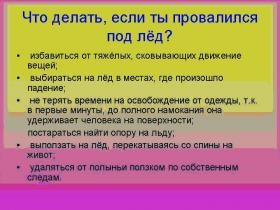 Что делать, если ты провалился
под лёд?
• избавиться от тяжёлых, сковывающих движение
вещей;
• выбираться на лёд в местах, где произошло
падение;
• не терять времени на освобождение от одежды, т.к.
в первые минуты, до полного намокания она
удерживает человека на поверхности;
постараться найти опору на льду;
• выползать на лёд, перекатываясь со спины на
живот;
• удаляться от полыньи ползком по собственным
следам.